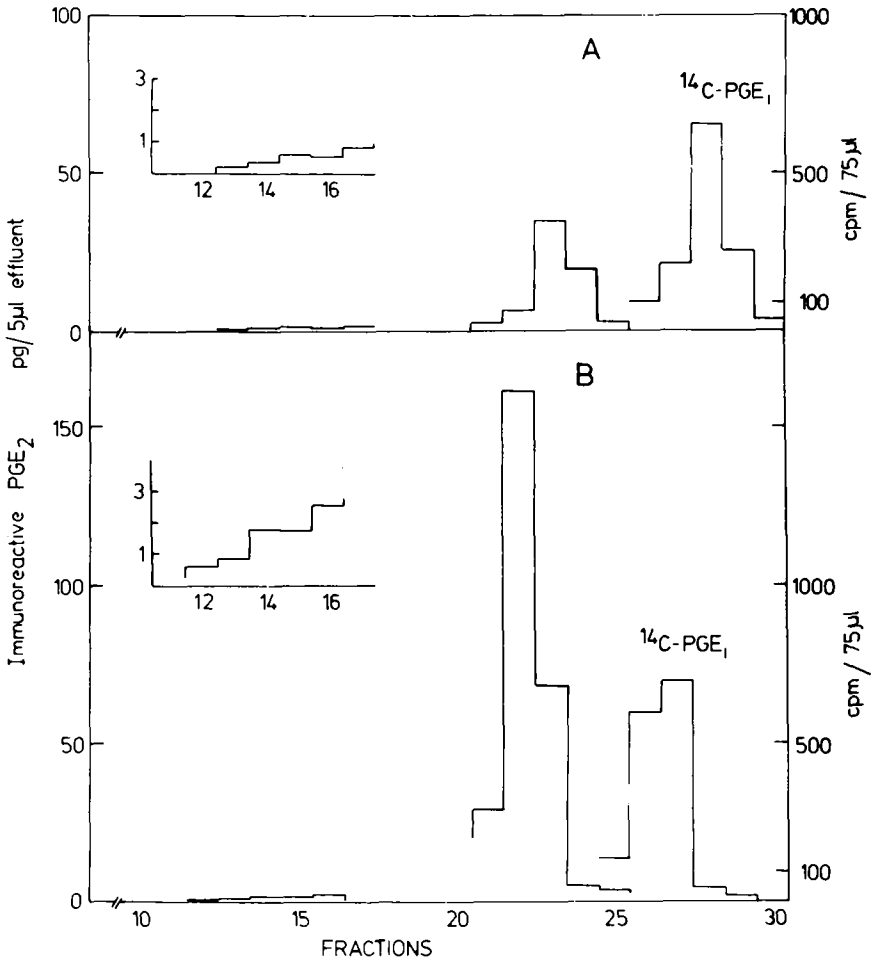 100
50
0
A
3
1
12 14 16
¹⁴C-PGE₁
1000
500
100
cpm / 75µl
pg/5µl effluent
Immunoreactive PGE₂
B
150
100
50
0
3
1
12 14 16
¹⁴C-PGE₁
1000
500
100
cpm / 75µl
10 15 20 25 30
FRACTIONS